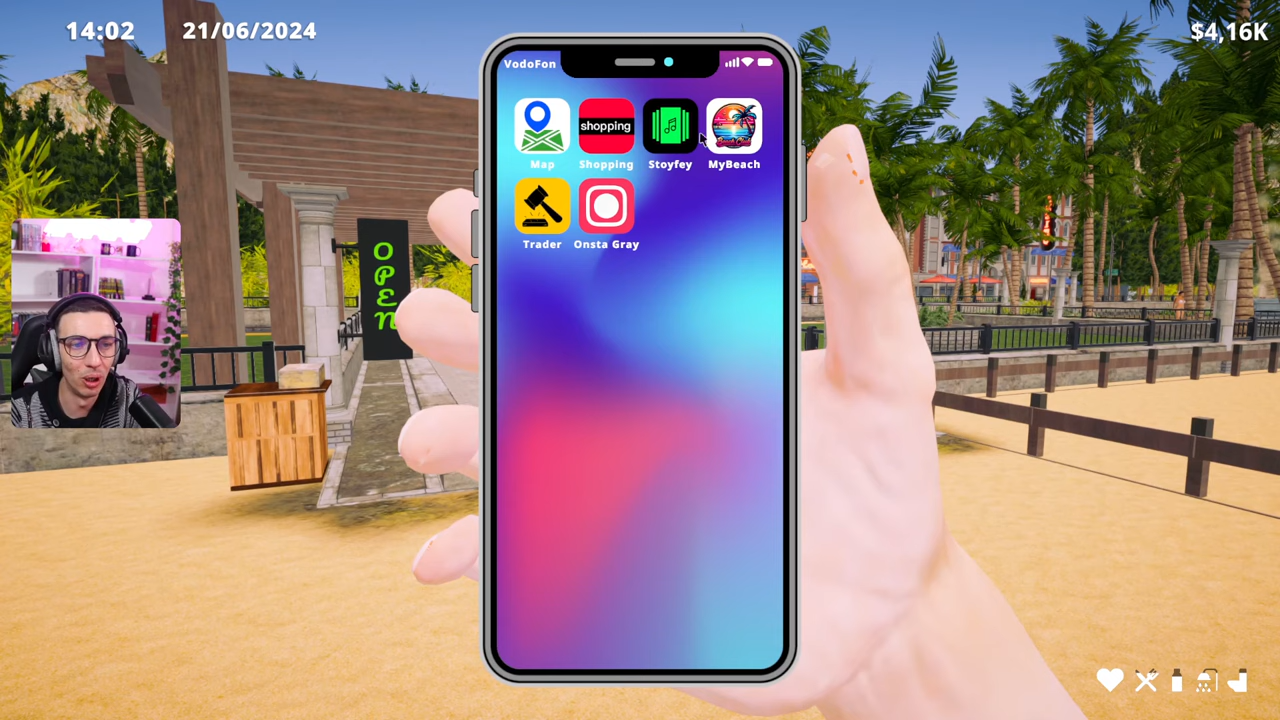 14:02 21/06/2024 $4,16K
VodoFon
shopping
Map Shopping Stoyfey MyBeach
Trader Onsta Gray
OPEN